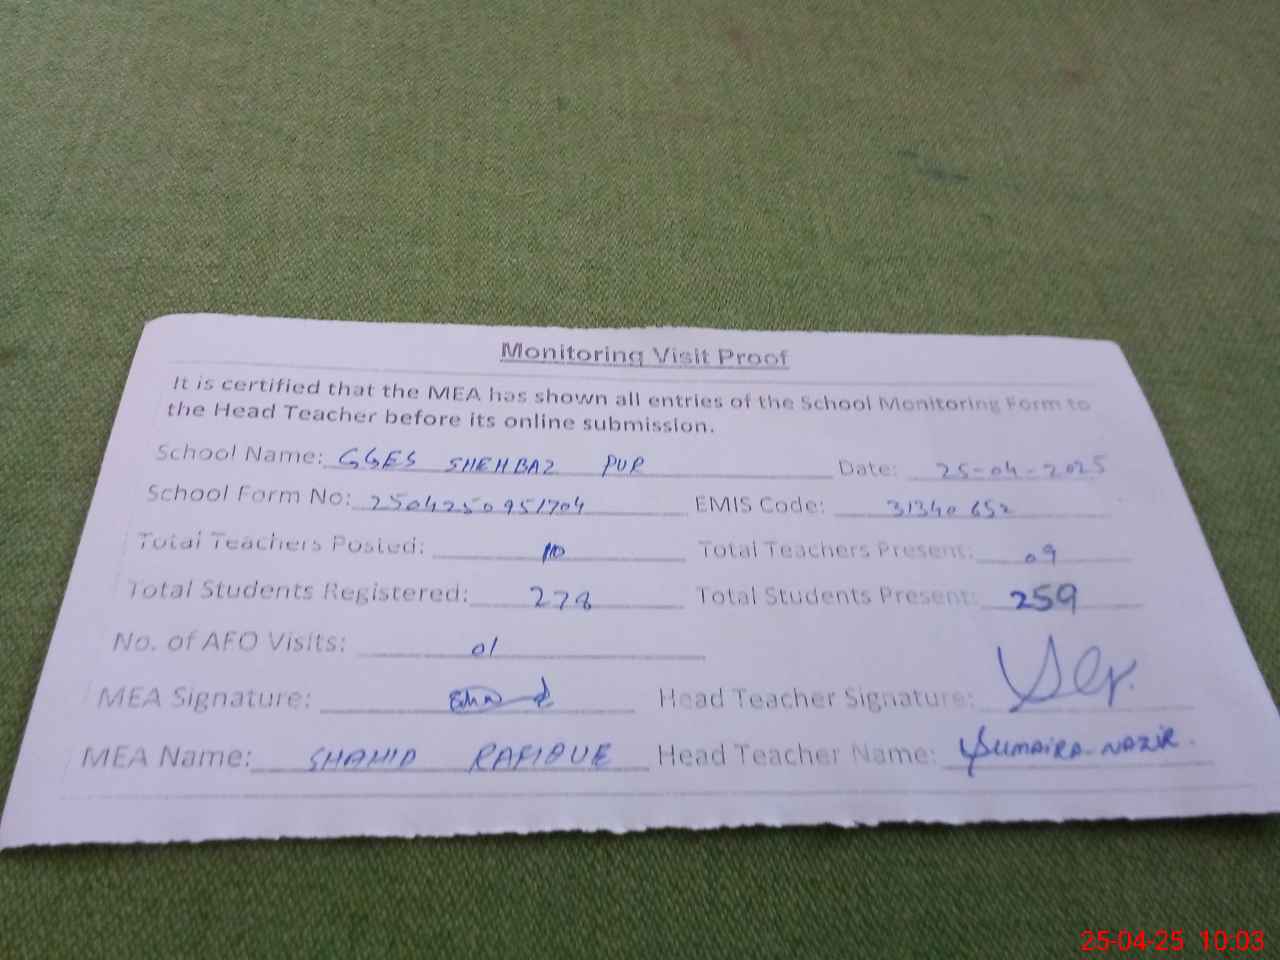 Monitoring Visit Proof
It is certified that the MEA has shown all entries of the School Monitoring Form to
the Head Teacher before its online submission.
School Name: GGES SHEHBAZ PUR Date: 25-04-2025
School Form No: 2504250951704 EMIS Code: 31340652
Total Teachers Posted: 10 Total Teachers Present: 09
Total Students Registered: 278 Total Students Present: 259
No. of AEO Visits: 01
MEA Signature: Head Teacher Signature:
MEA Name: SHAHID RAFIQUE Head Teacher Name: Sumaira Nazir.
25-04-25 10:03